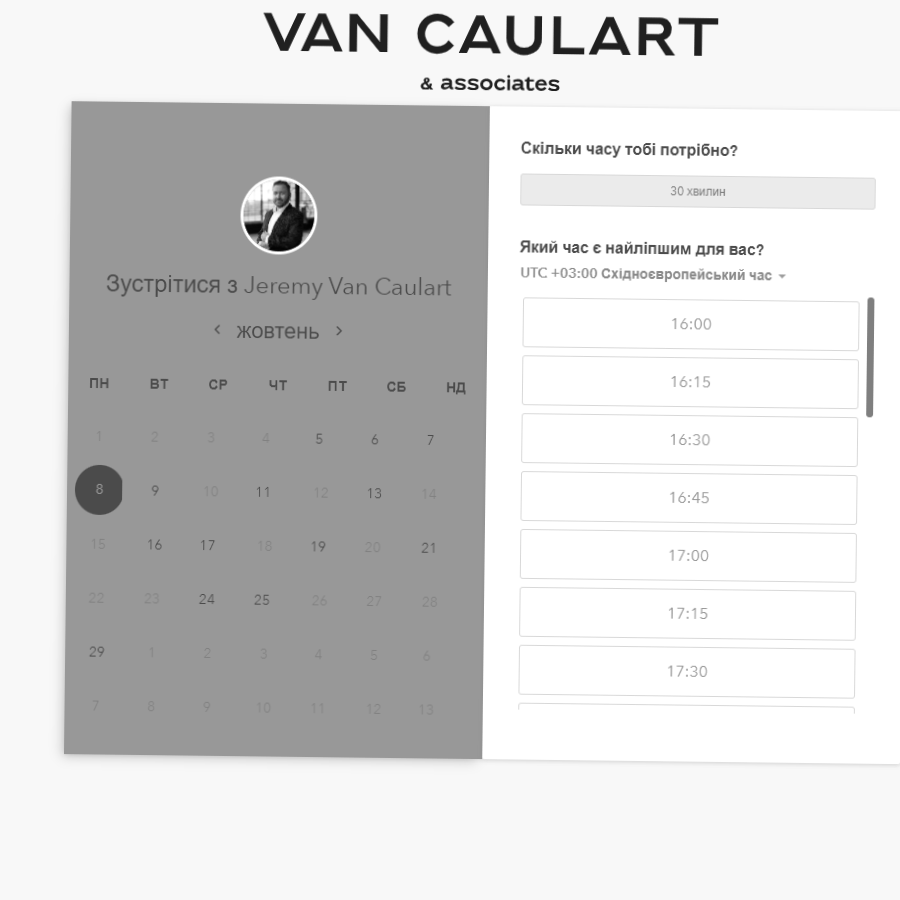 VAN CAULART
& associates
Зустрітися з Jeremy Van Caulart
жовтень
ПН ВТ СР ЧТ ПТ СБ НД
1 2 3 4 5 6 7
8 9 10 11 12 13 14
15 16 17 18 19 20 21
22 23 24 25 26 27 28
29 1 2 3 4 5 6
7 8 9 10 11 12 13
Скільки часу тобі потрібно?
30 хвилин
Який час є найліпшим для вас?
UTC +03:00 Східноєвропейський час
16:00
16:15
16:30
16:45
17:00
17:15
17:30